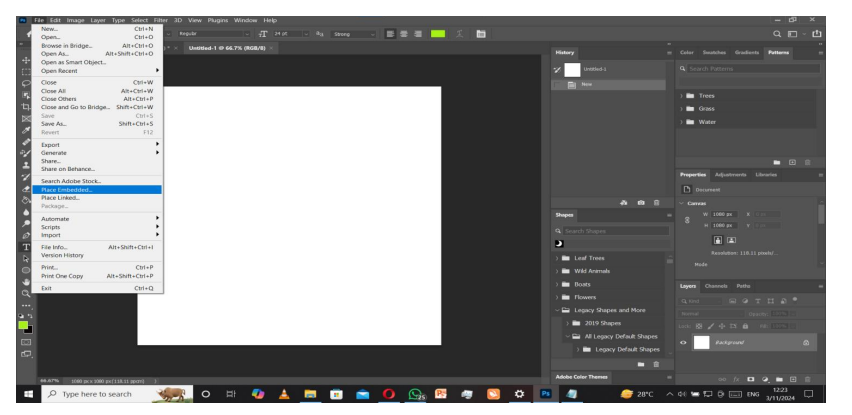 Ps File Edit Image Layer Type Select Filter 3D View Plugins Window Help
Regular 24 pt Strong
Untitled-1 @ 66.7% (RGB/8) ×
New... Ctrl+N
Open... Ctrl+O
Browse in Bridge... Alt+Ctrl+O
Open As... Alt+Shift+Ctrl+O
Open as Smart Object...
Open Recent
Close Ctrl+W
Close All Alt+Ctrl+W
Close Others Alt+Ctrl+P
Close and Go to Bridge... Shift+Ctrl+W
Save Ctrl+S
Save As... Shift+Ctrl+S
Revert F12
Export
Generate
Share...
Share on Behance...
Search Adobe Stock...
Place Embedded...
Place Linked...
Package...
Automate
Scripts
Import
File Info... Alt+Shift+Ctrl+I
Version History
Print... Ctrl+P
Print One Copy Alt+Shift+Ctrl+P
Exit Ctrl+Q
66.67% 1080 px x 1080 px (118.11 ppcm)
History
Untitled-1
New
Shapes
Search Shapes
Leaf Trees
Wild Animals
Boats
Flowers
Legacy Shapes and More
2019 Shapes
All Legacy Default Shapes
Legacy Default Shapes
Adobe Color Themes
Color Swatches Gradients Patterns
Search Patterns
Trees
Grass
Water
Properties Adjustments Libraries
Document
Canvas
W 1080 px X
H 1080 px Y
Resolution: 118.11 pixels/...
Mode
Layers Channels Paths
Kind
Normal Opacity:
Lock: Fill:
Background
fx
Type here to search
Ps
28°C
ENG
12:23
3/11/2024